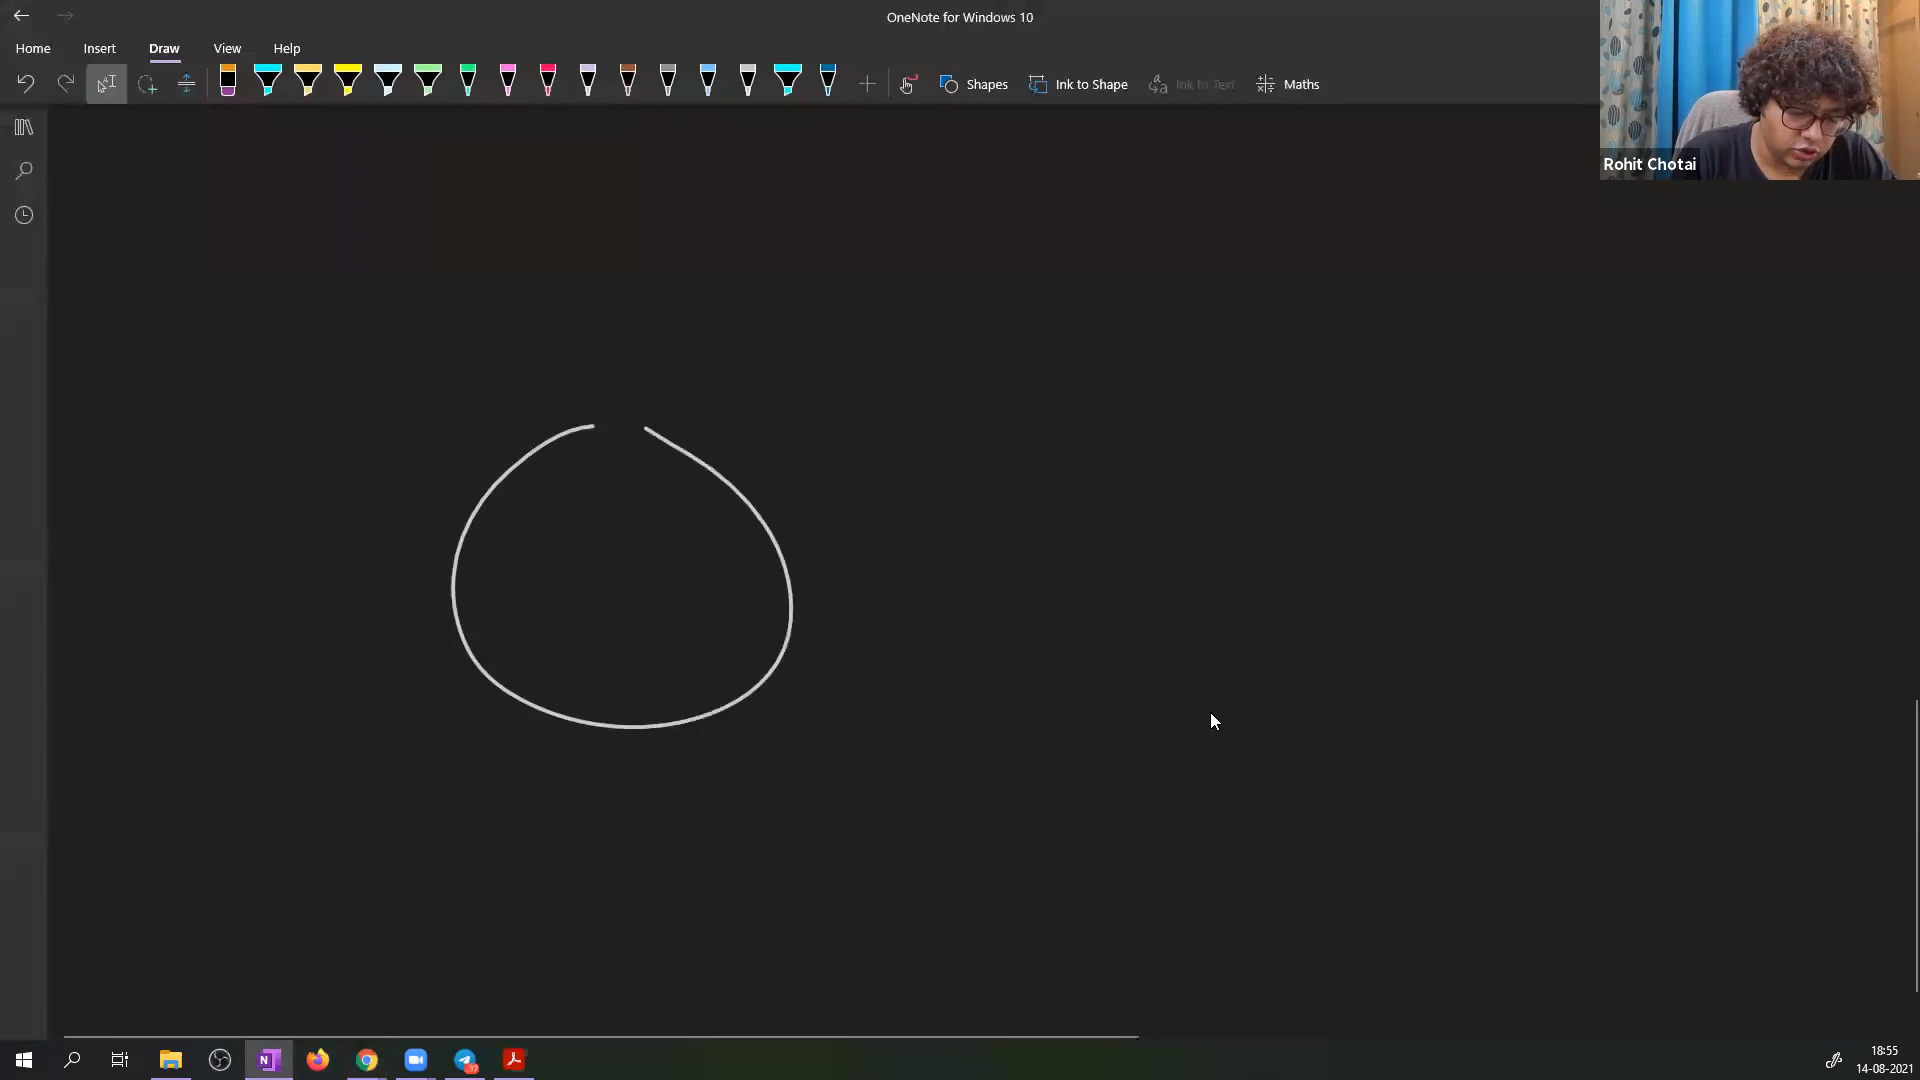 OneNote for Windows 10
Home Insert Draw View Help
Shapes Ink to Shape Ink to Text Maths
Rohit Chotai
18:55
14-08-2021